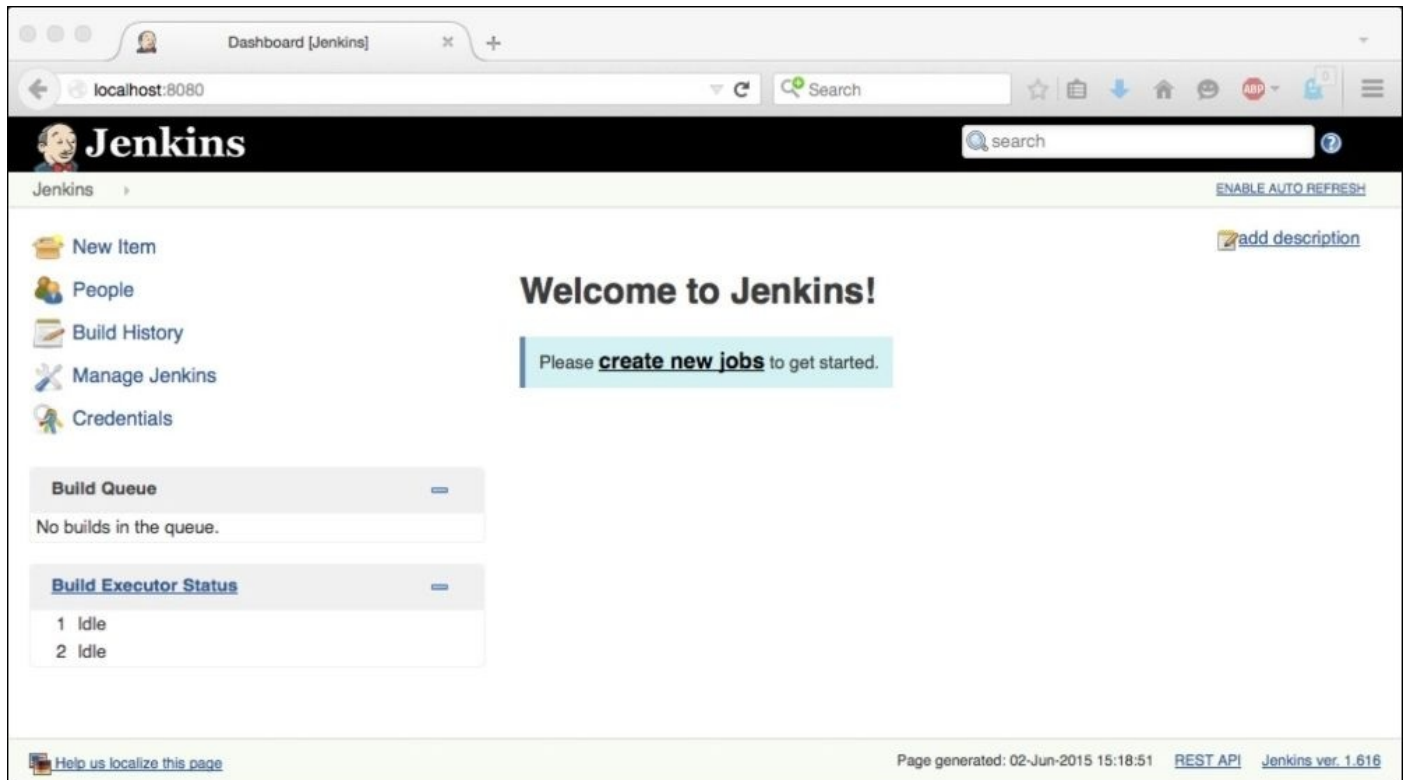 Dashboard [Jenkins]
localhost:8080
Search
ABP
0
Jenkins
search
Jenkins
ENABLE AUTO REFRESH
New Item
People
Build History
Manage Jenkins
Credentials
add description
Welcome to Jenkins!
Please create new jobs to get started.
Build Queue
No builds in the queue.
Build Executor Status
1 Idle
2 Idle
Help us localize this page
Page generated: 02-Jun-2015 15:18:51 REST API Jenkins ver. 1.616